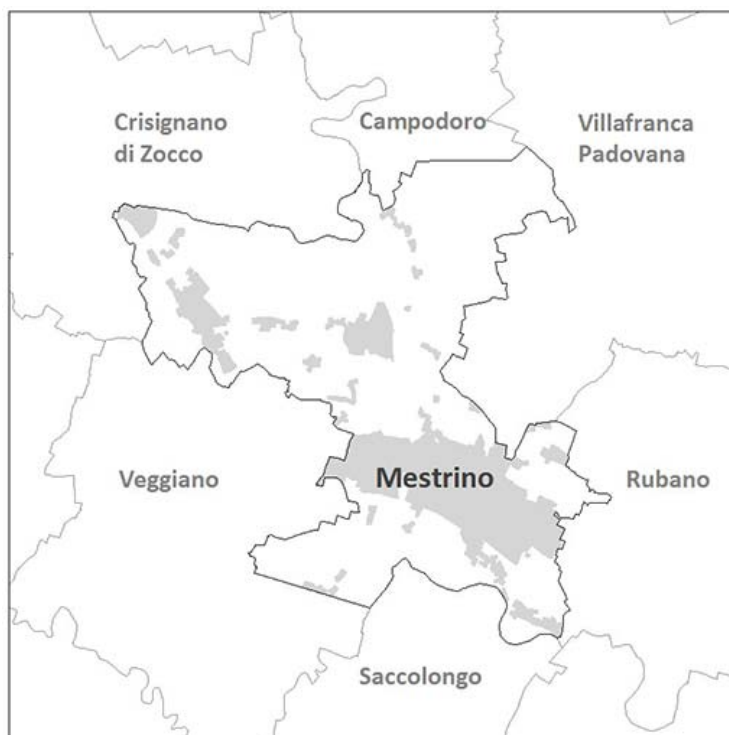 Crisignano
di Zocco
Campodoro
Villafranca
Padovana
Veggiano
Mestrino
Rubano
Saccolongo